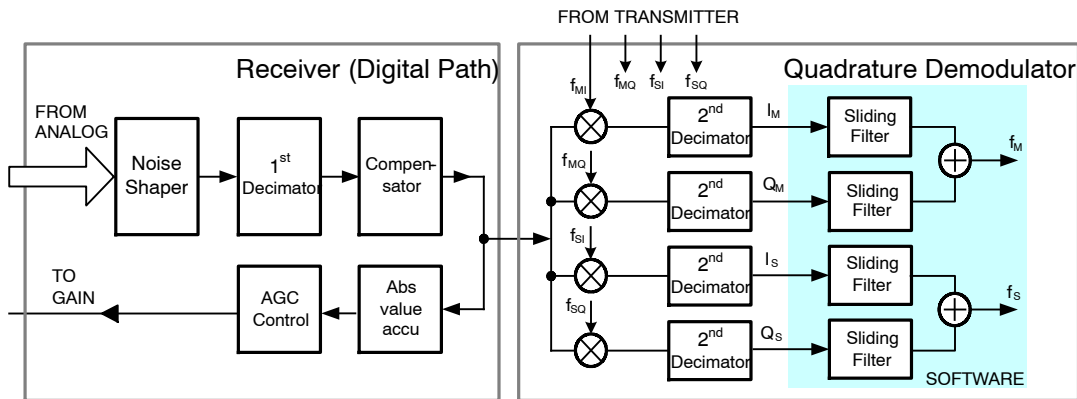 FROM TRANSMITTER
Receiver (Digital Path)
Quadrature Demodulator
f_MI
f_MQ
f_SI
f_SQ
FROM
ANALOG
Noise
Shaper
1st
Decimator
Compen-
sator
TO
GAIN
AGC
Control
Abs
value
accu
2nd
Decimator
I_M
Sliding
Filter
f_MQ
2nd
Decimator
Q_M
Sliding
Filter
f_M
f_SI
2nd
Decimator
I_S
Sliding
Filter
f_SQ
2nd
Decimator
Q_S
Sliding
Filter
f_S
SOFTWARE